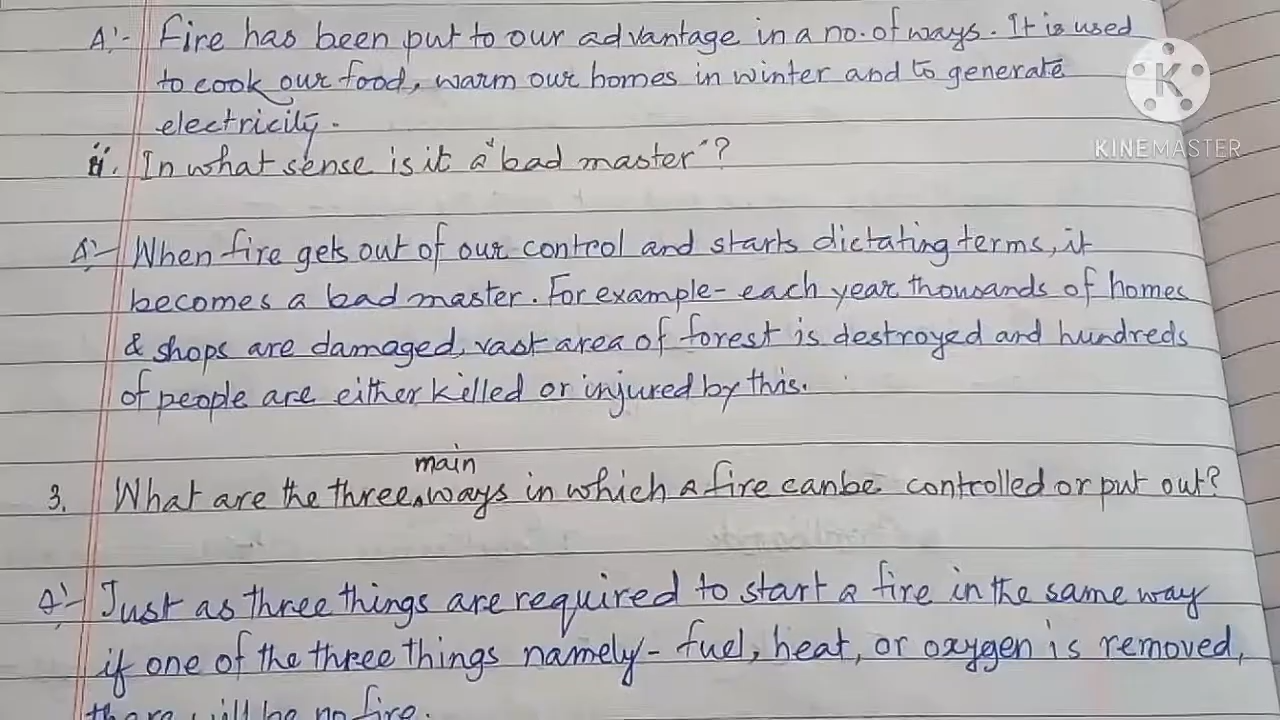 A:- Fire has been put to our advantage in a no. of ways. It is used
to cook our food, warm our homes in winter and to generate
electricity.
ii. In what sense is it a "bad master"?
A:- When fire gets out of our control and starts dictating terms, it
becomes a bad master. For example- each year thousands of homes
& shops are damaged, vast area of forest is destroyed and hundreds
of people are either killed or injured by this.
main
3. What are the three ways in which a fire can be controlled or put out?
A:- Just as three things are required to start a fire in the same way
if one of the three things namely- fuel, heat, or oxygen is removed,
there will be no fire.
K
KINEMASTER